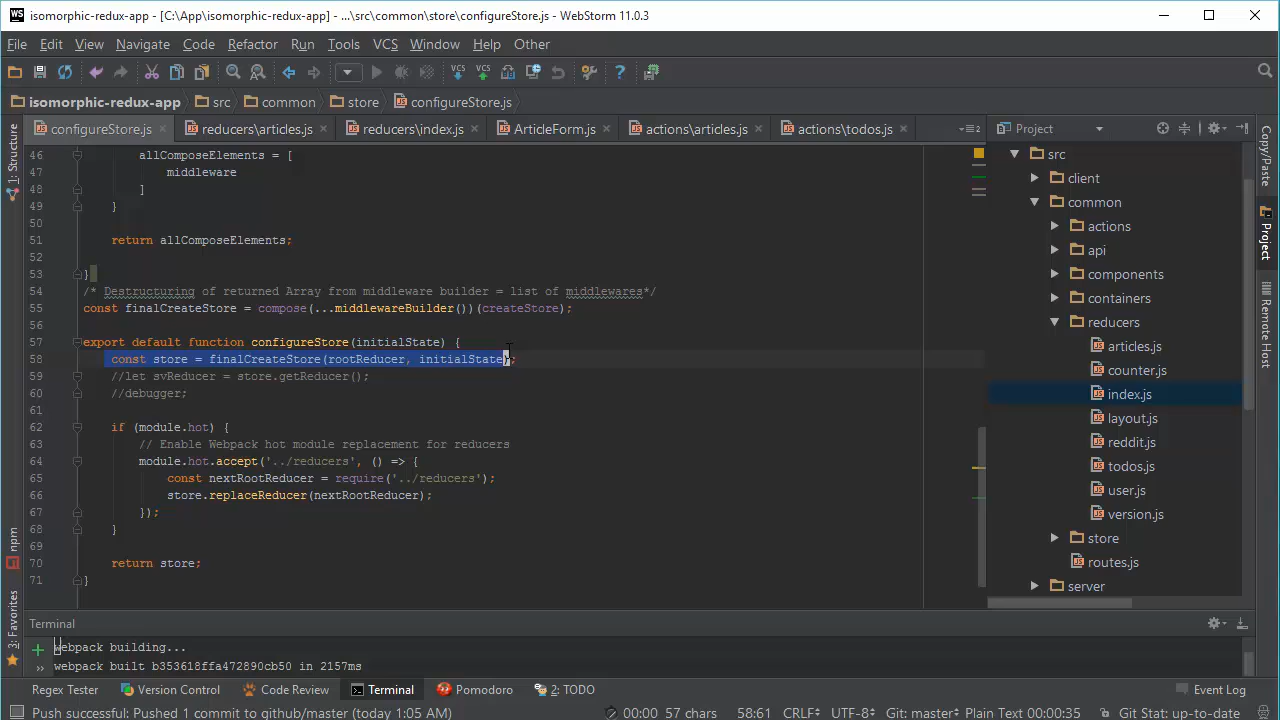 WS isomorphic-redux-app - [C:\App\isomorphic-redux-app] - ...\src\common\store\configureStore.js - WebStorm 11.0.3
File Edit View Navigate Code Refactor Run Tools VCS Window Help Other
isomorphic-redux-app src common store configureStore.js
configureStore.js reducers\articles.js reducers\index.js ArticleForm.js actions\articles.js actions\todos.js Project
46 allComposeElements = [
47 middleware
48 ]
49 }
50
51 return allComposeElements;
52
53 }
54 /* Destructuring of returned Array from middleware builder = list of middlewares*/
55 const finalCreateStore = compose(...middlewareBuilder())(createStore);
56
57 export default function configureStore(initialState) {
58 const store = finalCreateStore(rootReducer, initialState);
59 //let svReducer = store.getReducer();
60 //debugger;
61
62 if (module.hot) {
63 // Enable Webpack hot module replacement for reducers
64 module.hot.accept('../reducers', () => {
65 const nextRootReducer = require('../reducers');
66 store.replaceReducer(nextRootReducer);
67 });
68 }
69
70 return store;
71 }
src
client
common
actions
api
components
containers
reducers
articles.js
counter.js
index.js
layout.js
reddit.js
todos.js
user.js
version.js
store
routes.js
server
1: Structure
npm
3: Favorites
Copy/Paste
Project
Remote Host
Terminal
webpack building...
webpack built b353618ffa472890cb50 in 2157ms
Regex Tester Version Control Code Review Terminal Pomodoro 2: TODO Event Log
Push successful: Pushed 1 commit to github/master (today 1:05 AM) 00:00 57 chars 58:61 CRLF UTF-8 Git: master Plain Text 00:00:35 Git Stat: up-to-date